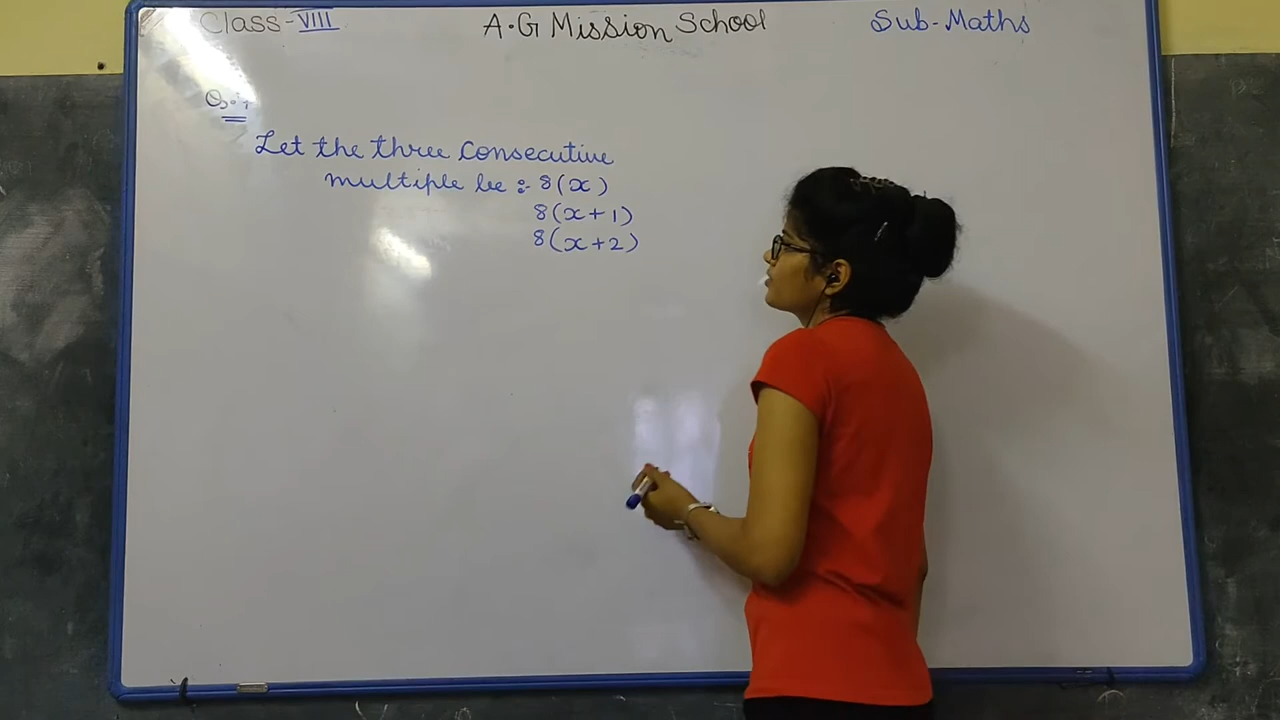 Class-VIII
A.G Mission School
Sub-Maths
Let the three consecutive
multiple be :- 8(x)
8(x+1)
8(x+2)